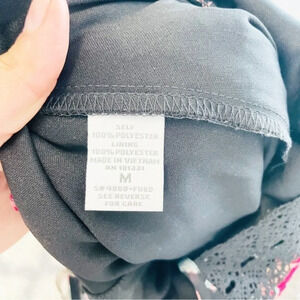 SELF
100%POLYESTER
LINING
100%POLYESTER
MADE IN VIETNAM
RN 101231
M
SEE REVERSE
FOR CARE